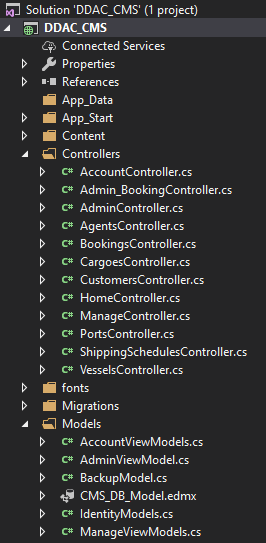 Solution 'DDAC_CMS' (1 project)
DDAC_CMS
Connected Services
Properties
References
App_Data
App_Start
Content
Controllers
C# AccountController.cs
C# Admin_BookingController.cs
C# AdminController.cs
C# AgentsController.cs
C# BookingsController.cs
C# CargoesController.cs
C# CustomersController.cs
C# HomeController.cs
C# ManageController.cs
C# PortsController.cs
C# ShippingSchedulesController.cs
C# VesselsController.cs
fonts
Migrations
Models
C# AccountViewModels.cs
C# AdminViewModel.cs
C# BackupModel.cs
CMS_DB_Model.edmx
C# IdentityModels.cs
C# ManageViewModels.cs